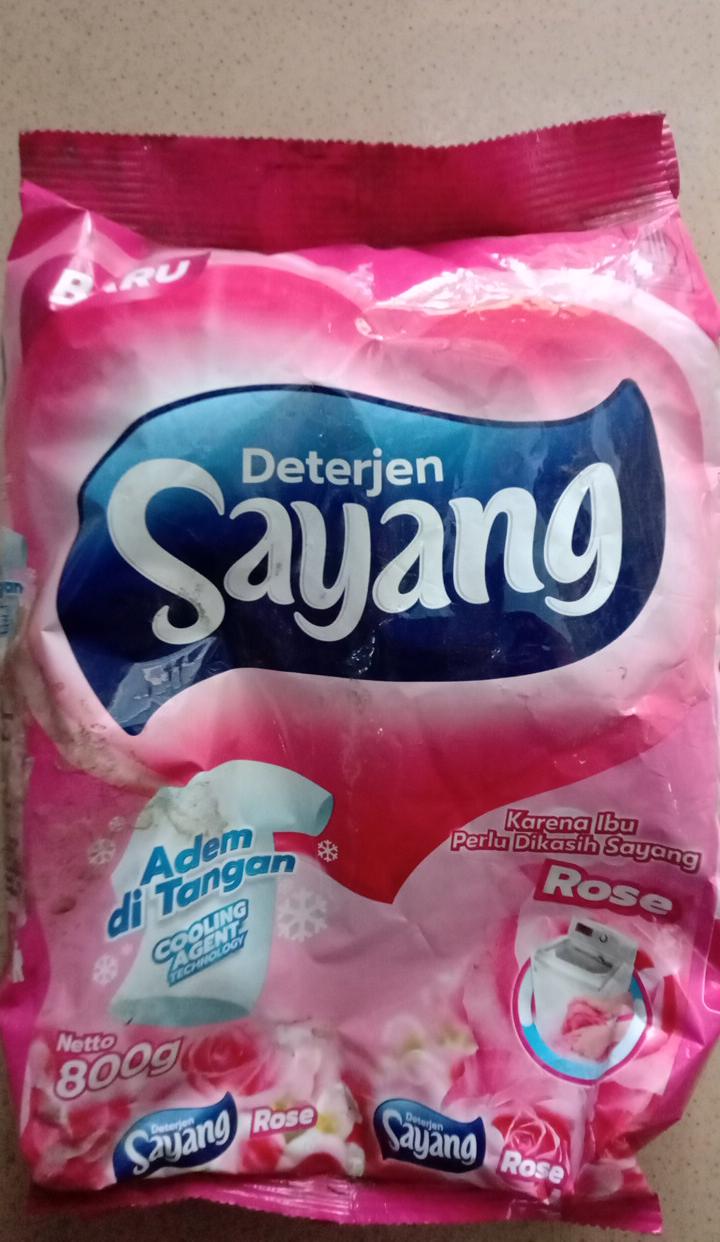 BARU
Deterjen
Sayang
Adem
di Tangan
COOLING
AGENT
TECHNOLOGY
Karena Ibu
Perlu Dikasih Sayang
Rose
Netto
800g
Deterjen
Sayang
Rose
Deterjen
Sayang
Rose